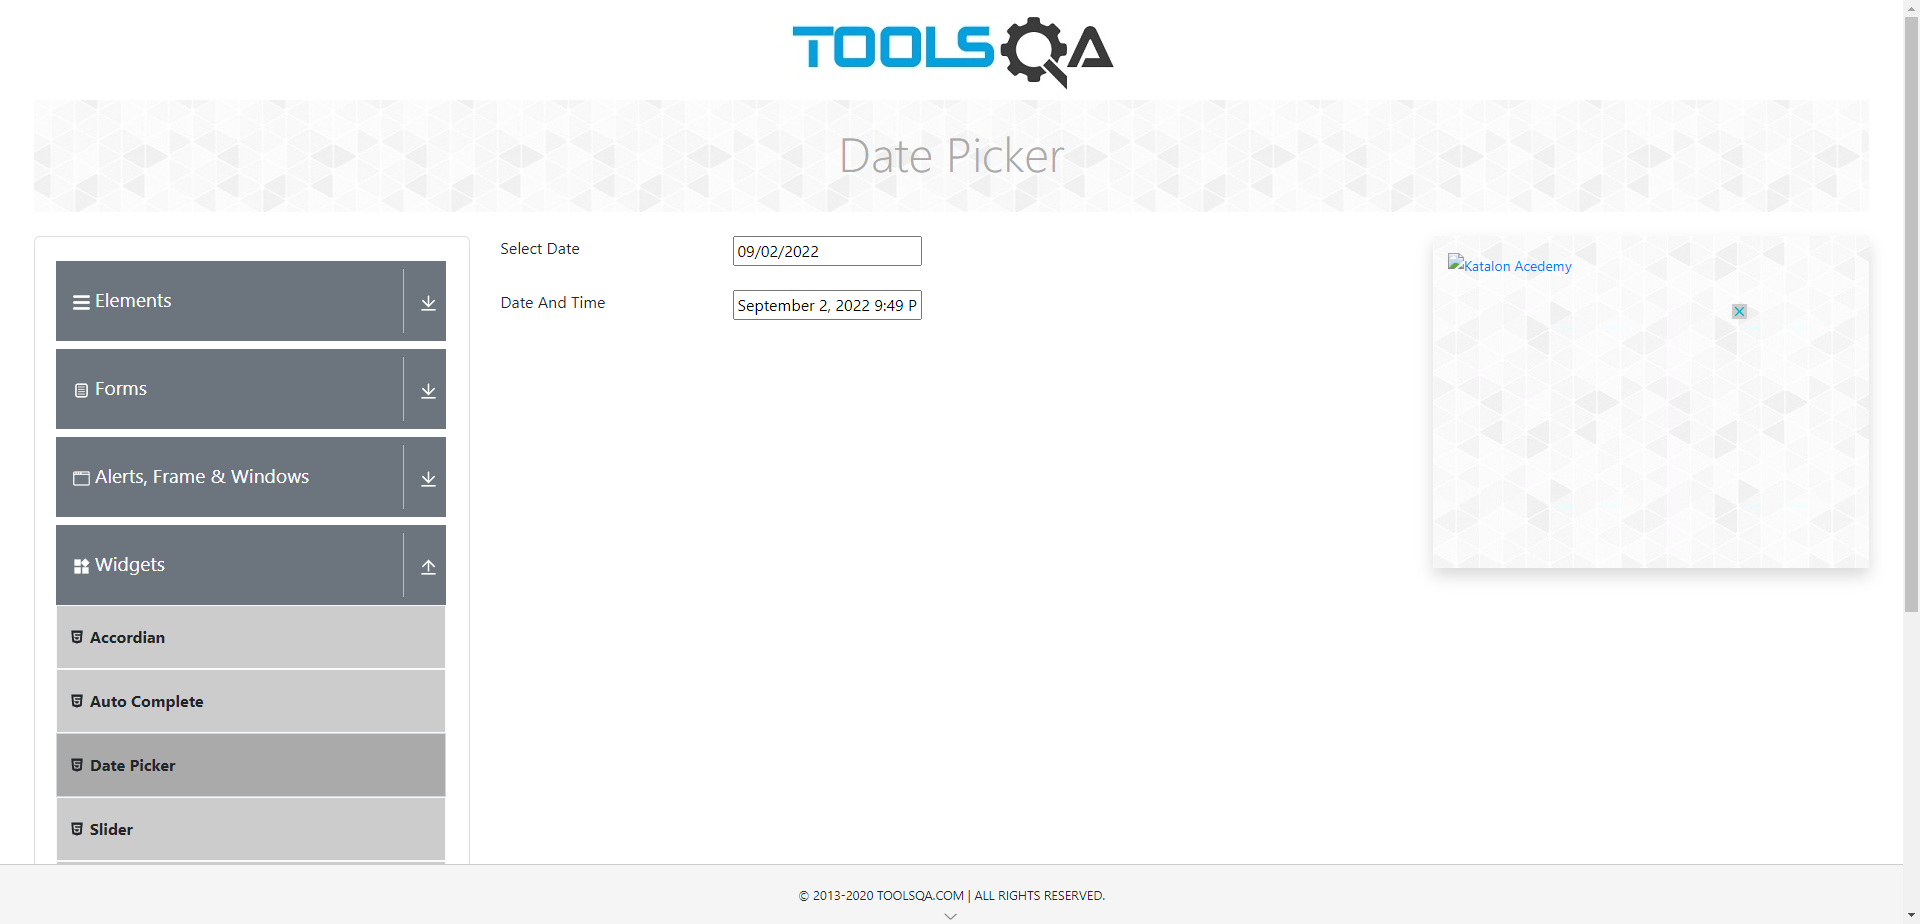 TOOLSQA
Date Picker
Elements
Forms
Alerts, Frame & Windows
Widgets
Accordian
Auto Complete
Date Picker
Slider
Select Date
09/02/2022
Date And Time
September 2, 2022 9:49 P
Katalon Acedemy
© 2013-2020 TOOLSQA.COM | ALL RIGHTS RESERVED.